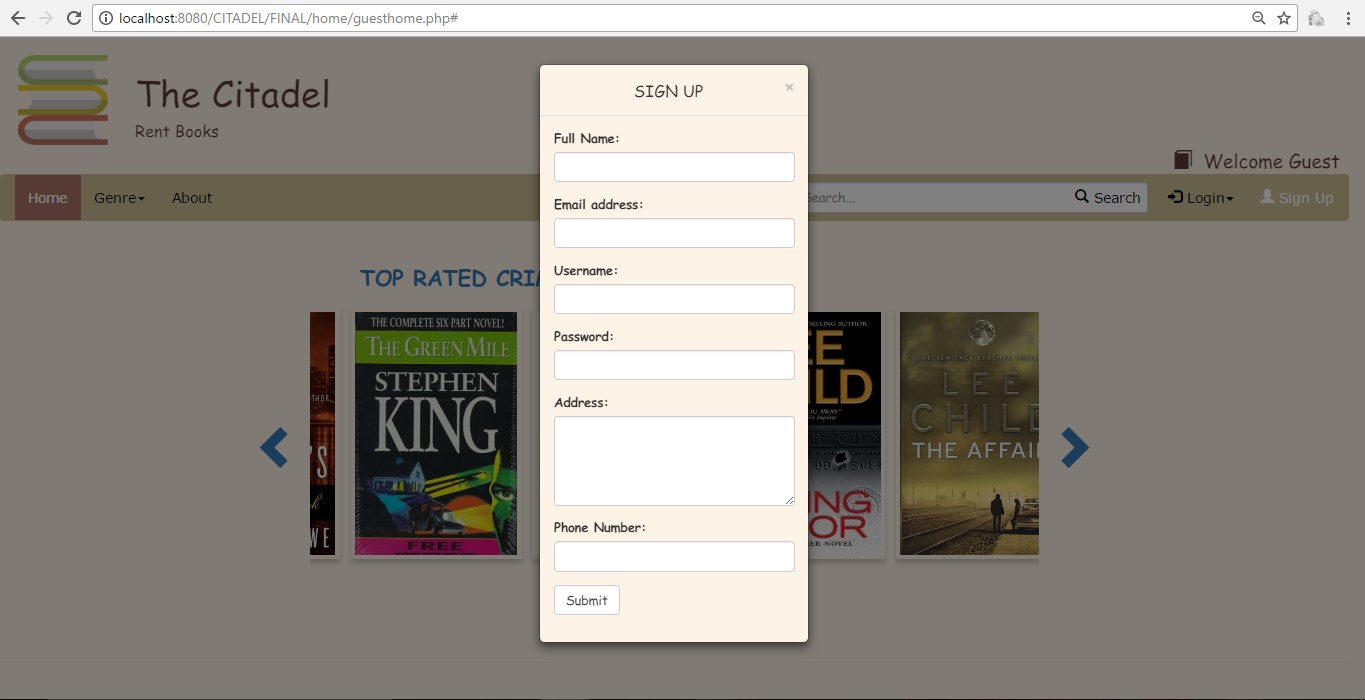 localhost:8080/CITADEL/FINAL/home/guesthome.php#
The Citadel
Rent Books
Welcome Guest
Home Genre About
Search... Search Login Sign Up
TOP RATED
THE COMPLETE SIX PART NOVEL!
THE GREEN MILE
STEPHEN
KING
FREE
LEE
CHILD
THE AFFAI
SIGN UP ×
Full Name:
Email address:
Username:
Password:
Address:
Phone Number:
Submit